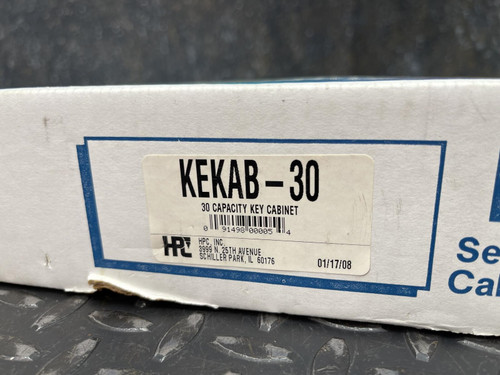 KEKAB-30
30 CAPACITY KEY CABINET
0 91498 00005 4
HPC
HPC, INC.
3999 N. 25TH AVENUE
SCHILLER PARK, IL 60176
01/17/08
Se
Cal